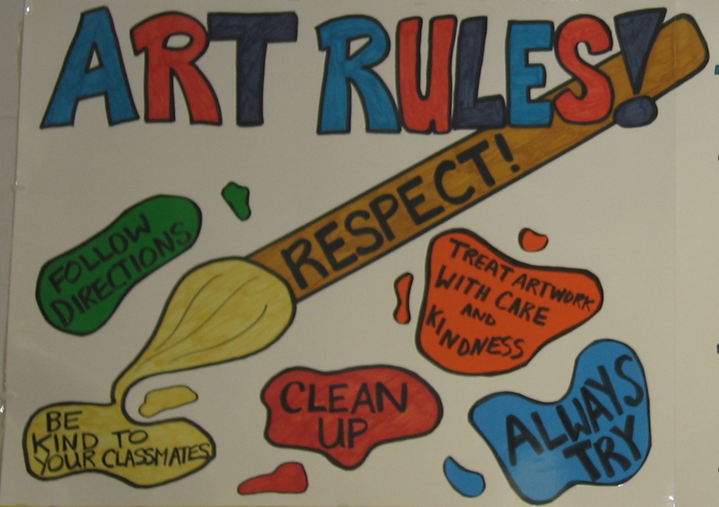 ART RULES!
RESPECT!
FOLLOW
DIRECTIONS
TREAT ARTWORK
WITH CARE
AND
KINDNESS
BE
KIND TO
YOUR CLASSMATES
CLEAN
UP
ALWAYS
TRY